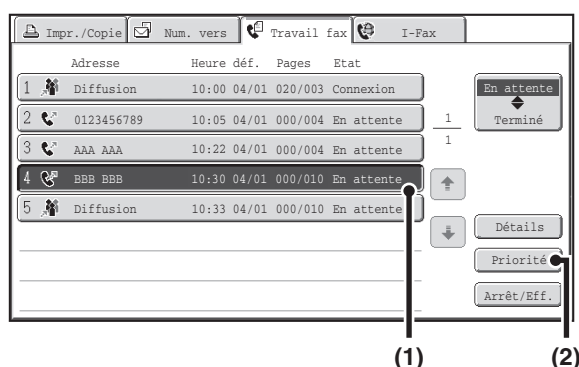 Impr./Copie Num. vers Travail fax I-Fax
Adresse Heure déf. Pages Etat
1 Diffusion 10:00 04/01 020/003 Connexion
2 0123456789 10:05 04/01 000/004 En attente
3 AAA AAA 10:22 04/01 000/004 En attente
4 BBB BBB 10:30 04/01 000/010 En attente
5 Diffusion 10:33 04/01 000/010 En attente
1
1
En attente
Terminé
Détails
Priorité
Arrêt/Eff.
(1) (2)